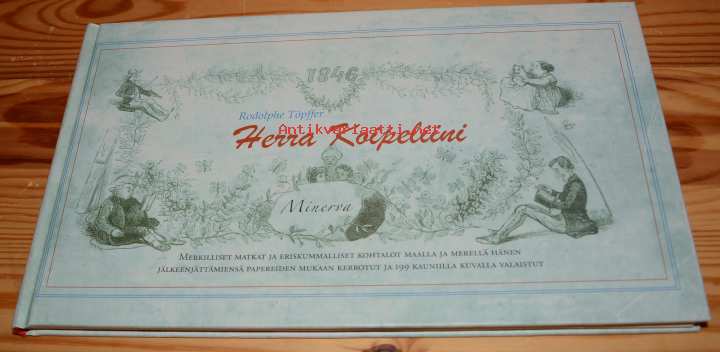 1846
Rodolphe Töpffer
Antikvariaatti.net
Herra Koipeliini
Minerva
Merkilliset matkat ja eriskummalliset kohtalot maalla ja merellä hänen
jälkeenjättämiensä papereiden mukaan kerrotut ja 199 kauniilla kuvalla valaistut